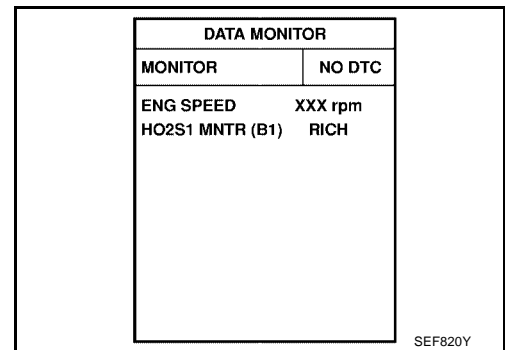 DATA MONITOR
MONITOR NO DTC
ENG SPEED XXX rpm
HO2S1 MNTR (B1) RICH
SEF820Y